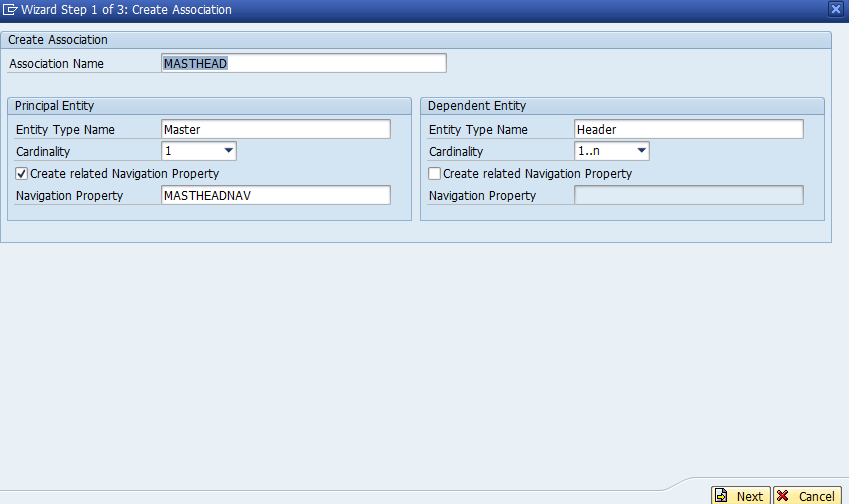 Wizard Step 1 of 3: Create Association
Create Association
Association Name MASTHEAD
Principal Entity
Entity Type Name Master
Cardinality 1
Create related Navigation Property
Navigation Property MASTHEADNAV
Dependent Entity
Entity Type Name Header
Cardinality 1..n
Create related Navigation Property
Navigation Property
Next Cancel